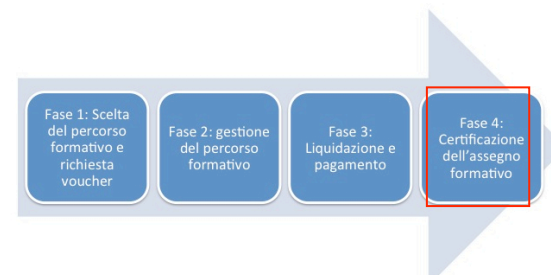 Fase 1: Scelta
del percorso
formativo e
richiesta
voucher
Fase 2: gestione
del percorso
formativo
Fase 3:
Liquidazione e
pagamento
Fase 4:
Certificazione
dell'assegno
formativo